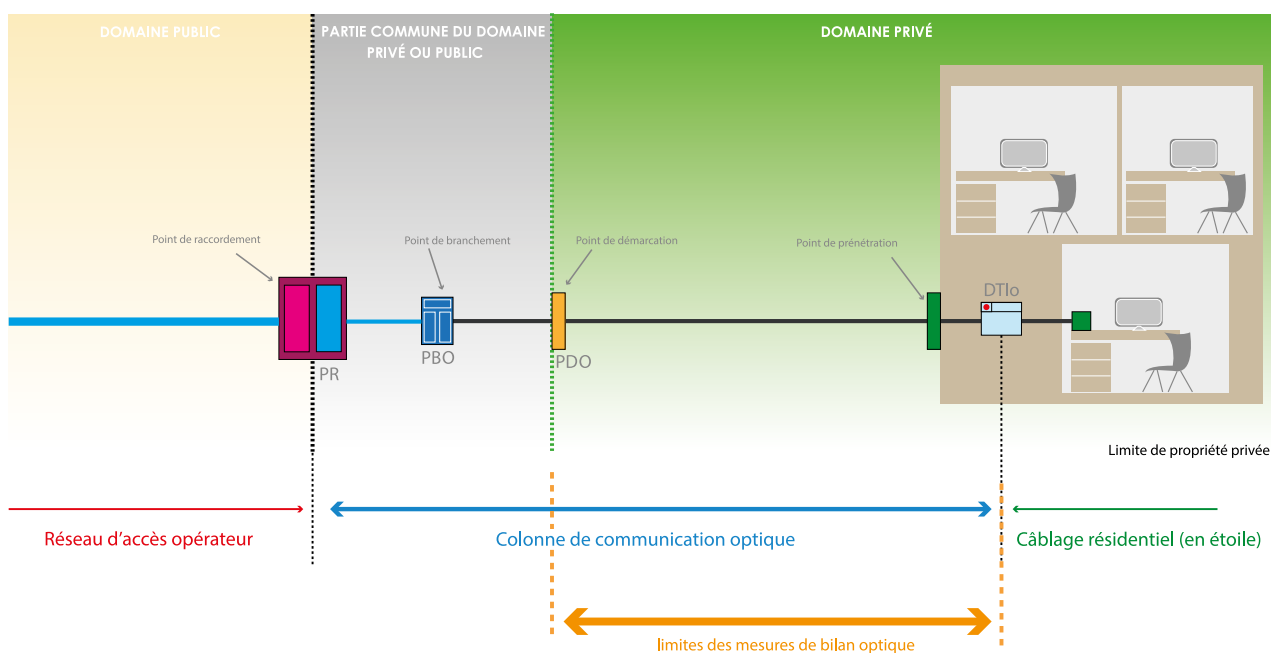 DOMAINE PUBLIC
PARTIE COMMUNE DU DOMAINE
PRIVÉ OU PUBLIC
DOMAINE PRIVÉ
Point de raccordement
Point de branchement
Point de démarcation
Point de prénétration
DTIo
PR
PBO
PDO
Limite de propriété privée
Réseau d'accès opérateur
Colonne de communication optique
Câblage résidentiel (en étoile)
limites des mesures de bilan optique